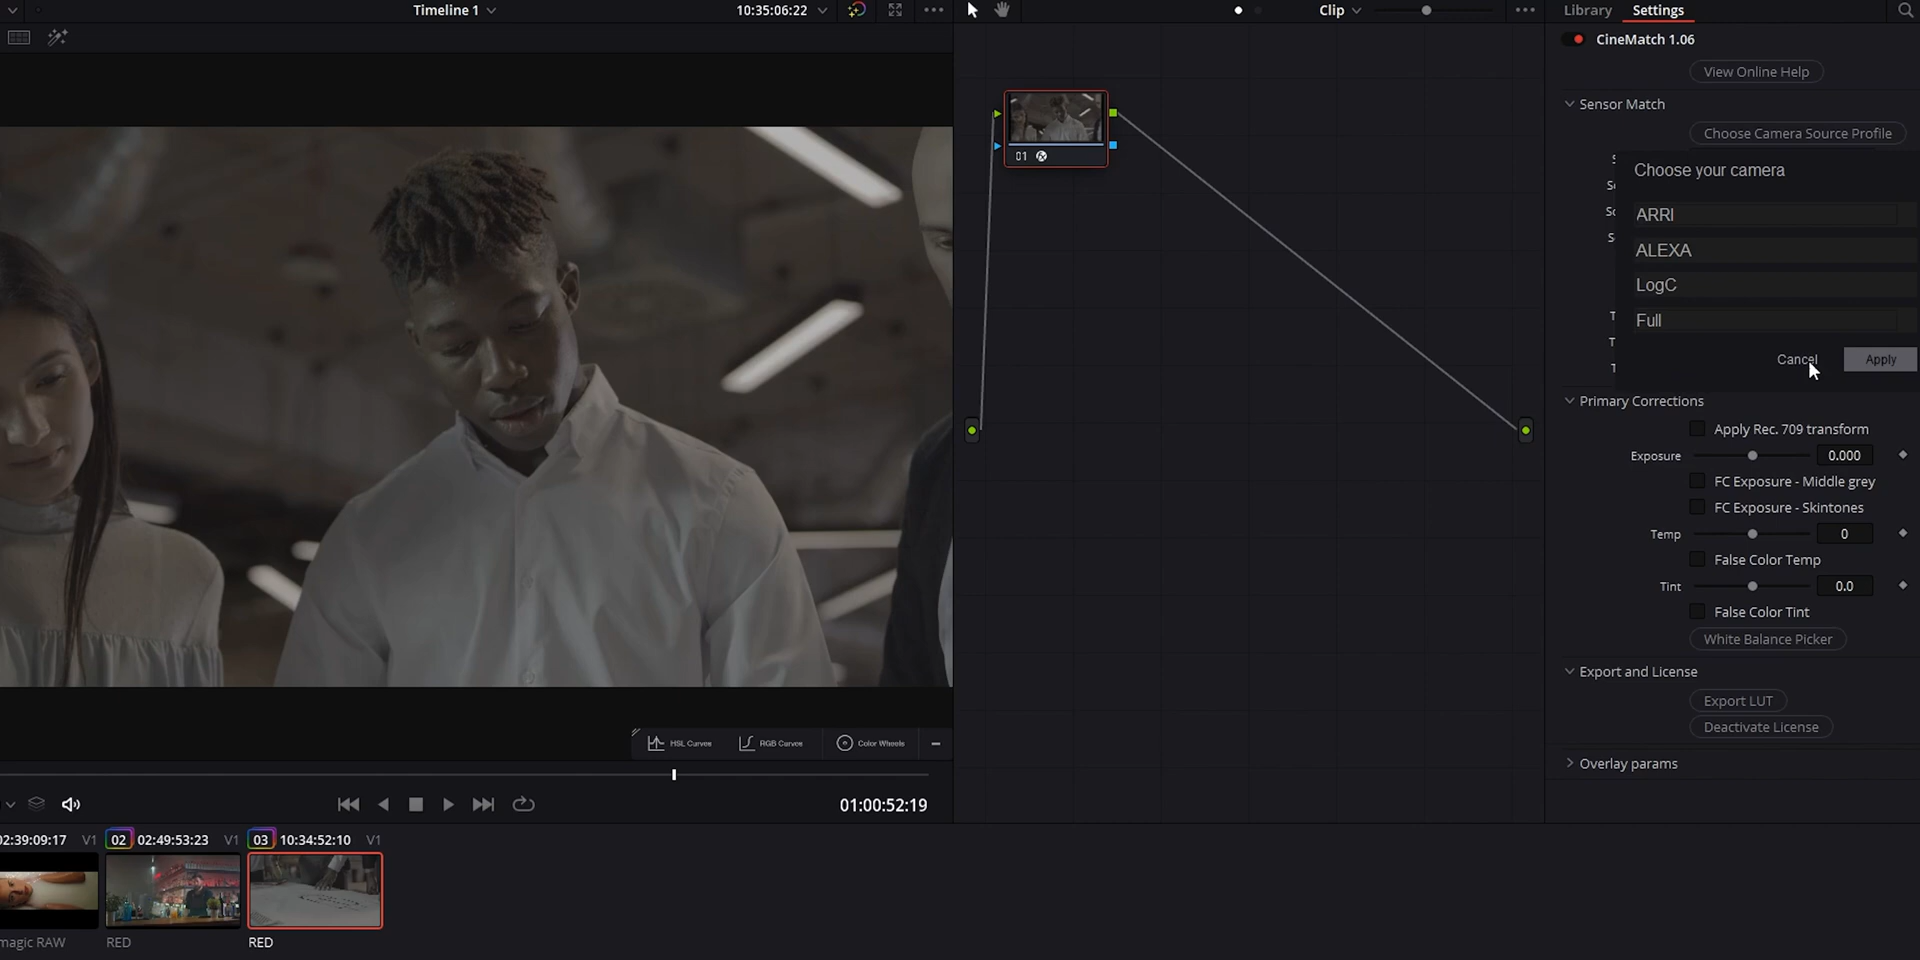 Timeline 1
10:35:06:22
Clip
Library
Settings
CineMatch 1.06
View Online Help
Sensor Match
Choose Camera Source Profile
Choose your camera
ARRI
ALEXA
LogC
Full
Cancel
Apply
01
Primary Corrections
Apply Rec. 709 transform
Exposure
0.000
FC Exposure - Middle grey
FC Exposure - Skintones
Temp
0
False Color Temp
Tint
0.0
False Color Tint
White Balance Picker
Export and License
Export LUT
Deactivate License
Overlay params
HSL Curves
RGB Curves
Color Wheels
01:00:52:19
02:39:09:17 V1
02 02:49:53:23 V1
03 10:34:52:10 V1
magic RAW
RED
RED